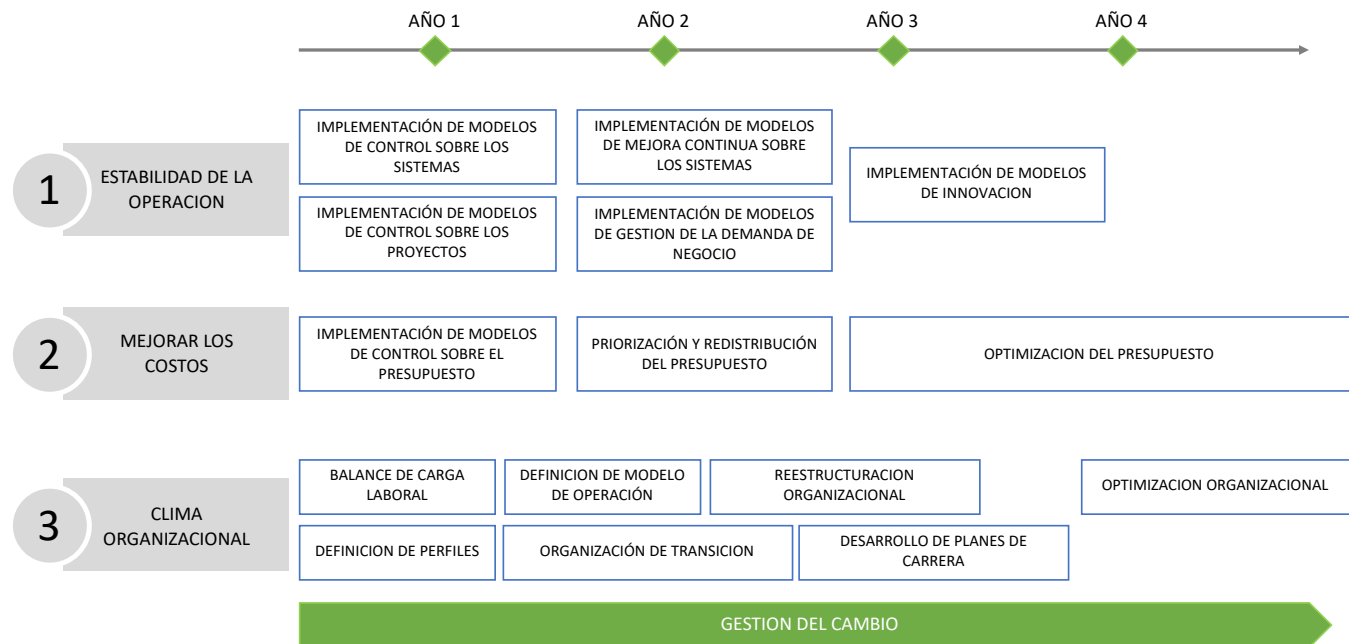 AÑO 1
AÑO 2
AÑO 3
AÑO 4
1
ESTABILIDAD DE LA
OPERACION
IMPLEMENTACIÓN DE MODELOS
DE CONTROL SOBRE LOS
SISTEMAS
IMPLEMENTACIÓN DE MODELOS
DE MEJORA CONTINUA SOBRE
LOS SISTEMAS
IMPLEMENTACIÓN DE MODELOS
DE INNOVACION
IMPLEMENTACIÓN DE MODELOS
DE CONTROL SOBRE LOS
PROYECTOS
IMPLEMENTACIÓN DE MODELOS
DE GESTION DE LA DEMANDA DE
NEGOCIO
2
MEJORAR LOS
COSTOS
IMPLEMENTACIÓN DE MODELOS
DE CONTROL SOBRE EL
PRESUPUESTO
PRIORIZACIÓN Y REDISTRIBUCIÓN
DEL PRESUPUESTO
OPTIMIZACION DEL PRESUPUESTO
3
CLIMA
ORGANIZACIONAL
BALANCE DE CARGA
LABORAL
DEFINICION DE MODELO
DE OPERACIÓN
REESTRUCTURACION
ORGANIZACIONAL
OPTIMIZACION ORGANIZACIONAL
DEFINICION DE PERFILES
ORGANIZACIÓN DE TRANSICION
DESARROLLO DE PLANES DE
CARRERA
GESTION DEL CAMBIO